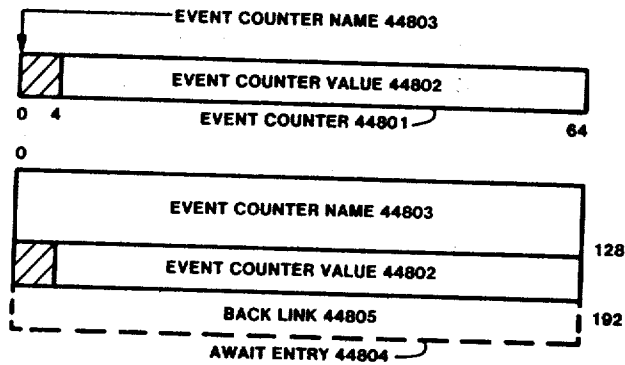 EVENT COUNTER NAME 44803
EVENT COUNTER VALUE 44802
0 4 EVENT COUNTER 44801 64
0
EVENT COUNTER NAME 44803
128
EVENT COUNTER VALUE 44802
BACK LINK 44805 192
AWAIT ENTRY 44804